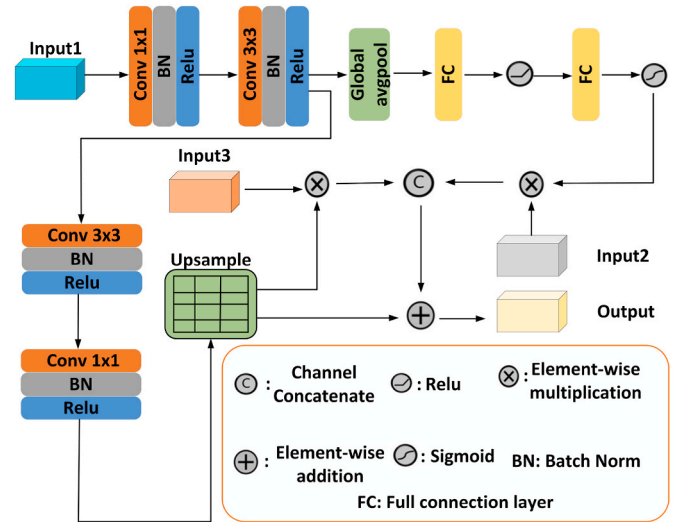 Input1
Conv 1x1
BN
Relu
Conv 3x3
BN
Relu
Global
avgpool
FC
FC
Input3
C
Conv 3x3
BN
Relu
Upsample
Input2
Output
Conv 1x1
BN
Relu
C : Channel
Concatenate
: Relu
: Element-wise
multiplication
: Element-wise
addition
: Sigmoid
BN: Batch Norm
FC: Full connection layer